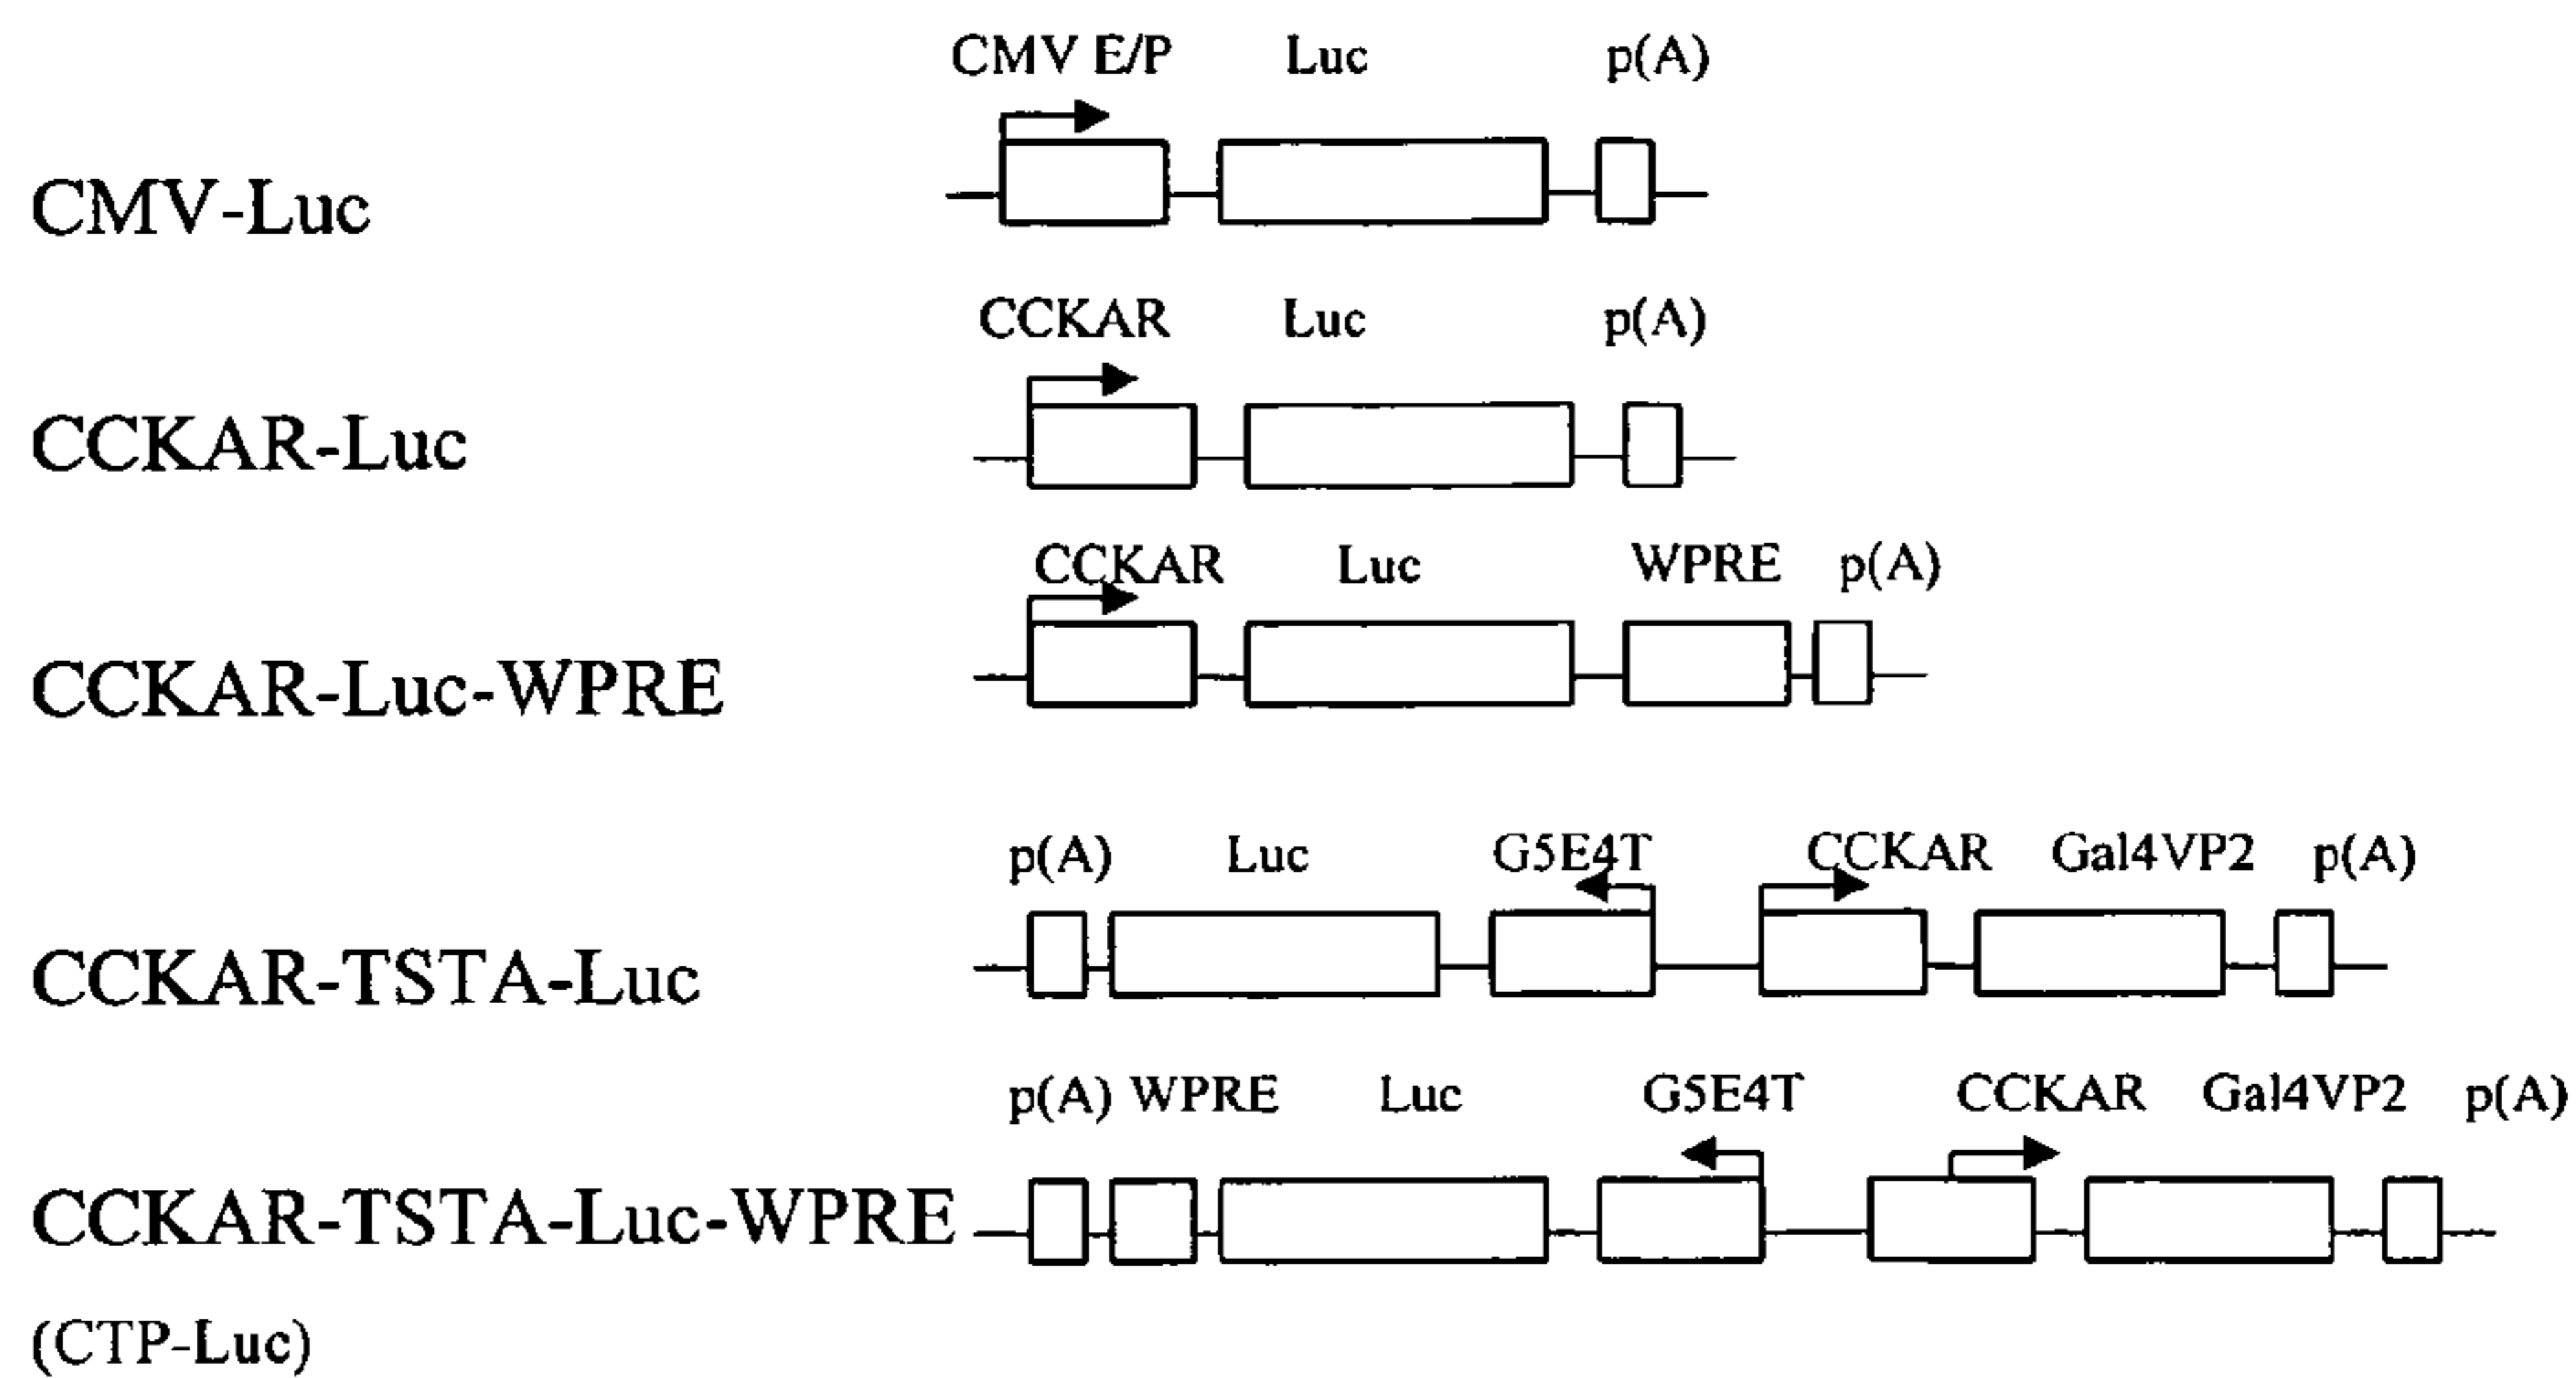 CMV E/P Luc p(A)
CMV-Luc
CCKAR Luc p(A)
CCKAR-Luc
CCKAR Luc WPRE p(A)
CCKAR-Luc-WPRE
p(A) Luc G5E4T CCKAR Gal4VP2 p(A)
CCKAR-TSTA-Luc
p(A) WPRE Luc G5E4T CCKAR Gal4VP2 p(A)
CCKAR-TSTA-Luc-WPRE
(CTP-Luc)